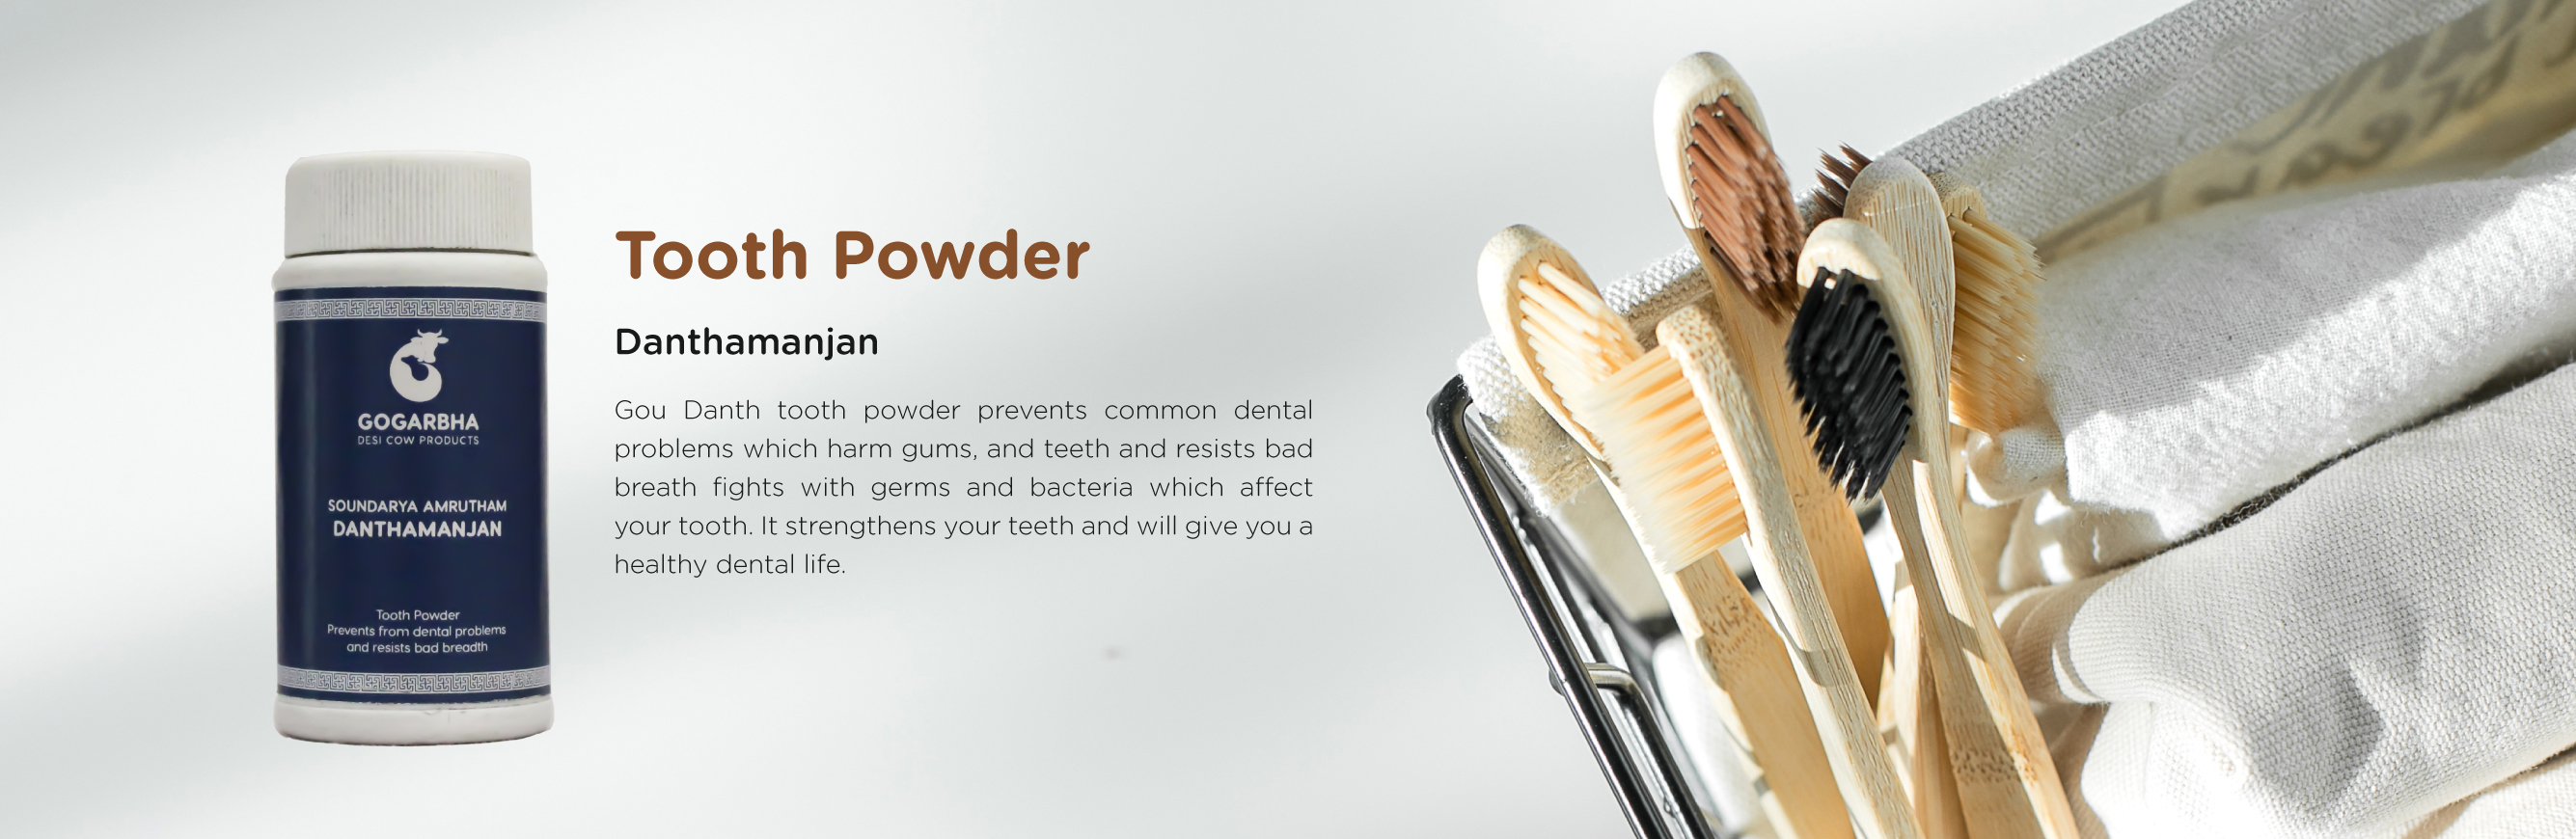 GOGARBHA
DESI COW PRODUCTS
SOUNDARYA AMRUTHAM
DANTHAMANJAN
Tooth Powder
Prevents from dental problems
and resists bad breadth
Tooth Powder
Danthamanjan
Gou Danth tooth powder prevents common dental
problems which harm gums, and teeth and resists bad
breath fights with germs and bacteria which affect
your tooth. It strengthens your teeth and will give you a
healthy dental life.